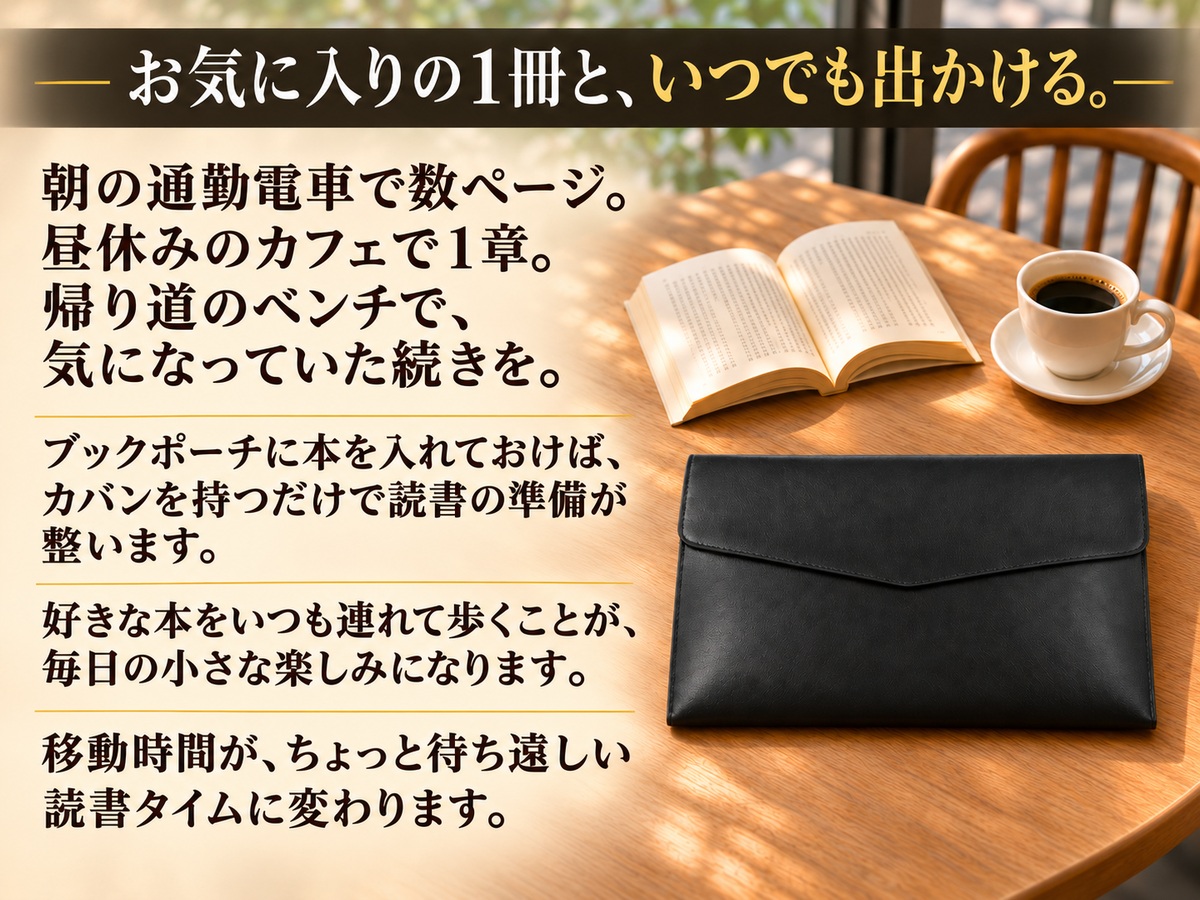 お気に入りの1冊と、いつでも出かける。
朝の通勤電車で数ページ。
昼休みのカフェで1章。
帰り道のベンチで、
気になっていた続きを。
ブックポーチに本を入れておけば、
カバンを持つだけで読書の準備が
整います。
好きな本をいつも連れて歩くことが、
毎日の小さな楽しみになります。
移動時間が、ちょっと待ち遠しい
読書タイムに変わります。